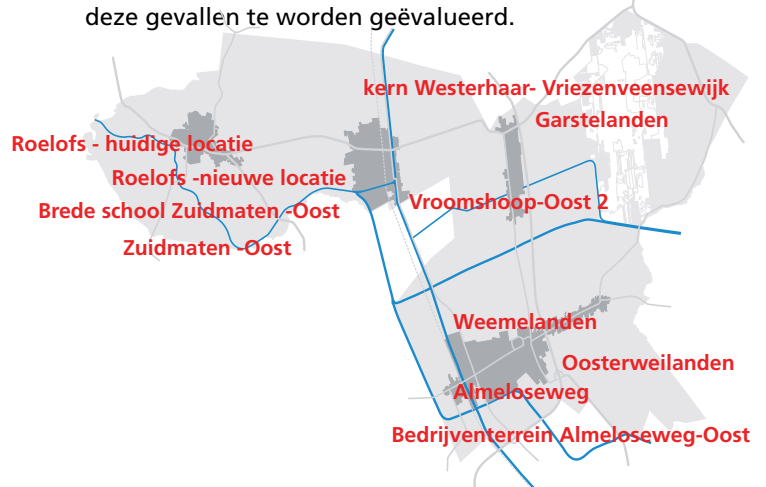 deze gevallen te worden geëvalueerd.
kern Westerhaar- Vriezenveensewijk
Garstelanden
Roelofs - huidige locatie
Roelofs -nieuwe locatie
Brede school Zuidmaten -Oost
Vroomshoop-Oost 2
Zuidmaten -Oost
Weemelanden
Oosterweilanden
Almeloseweg
Bedrijventerrein Almeloseweg-Oost